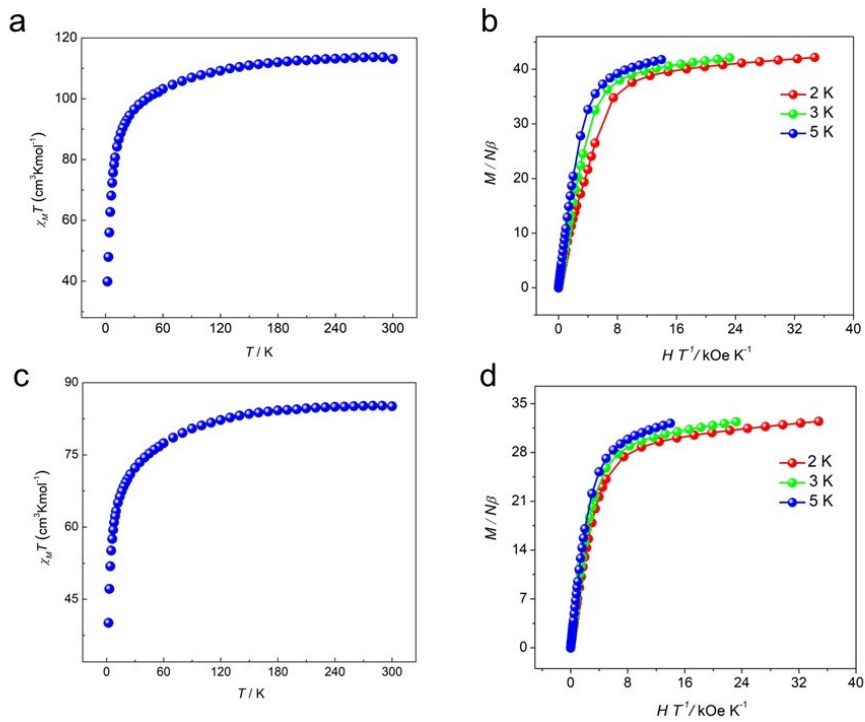 a
χ_M T (cm³Kmol⁻¹)
120
100
80
60
40
0 60 120 180 240 300
T / K
b
M / Nβ
50
40
30
20
10
0
2 K
3 K
5 K
0 8 16 24 32 40
H T⁻¹/ kOe K⁻¹
c
χ_M T (cm³Kmol⁻¹)
90
75
60
45
0 60 120 180 240 300
T / K
d
M / Nβ
35
28
21
14
7
0
2 K
3 K
5 K
0 8 16 24 32 40
H T⁻¹/ kOe K⁻¹